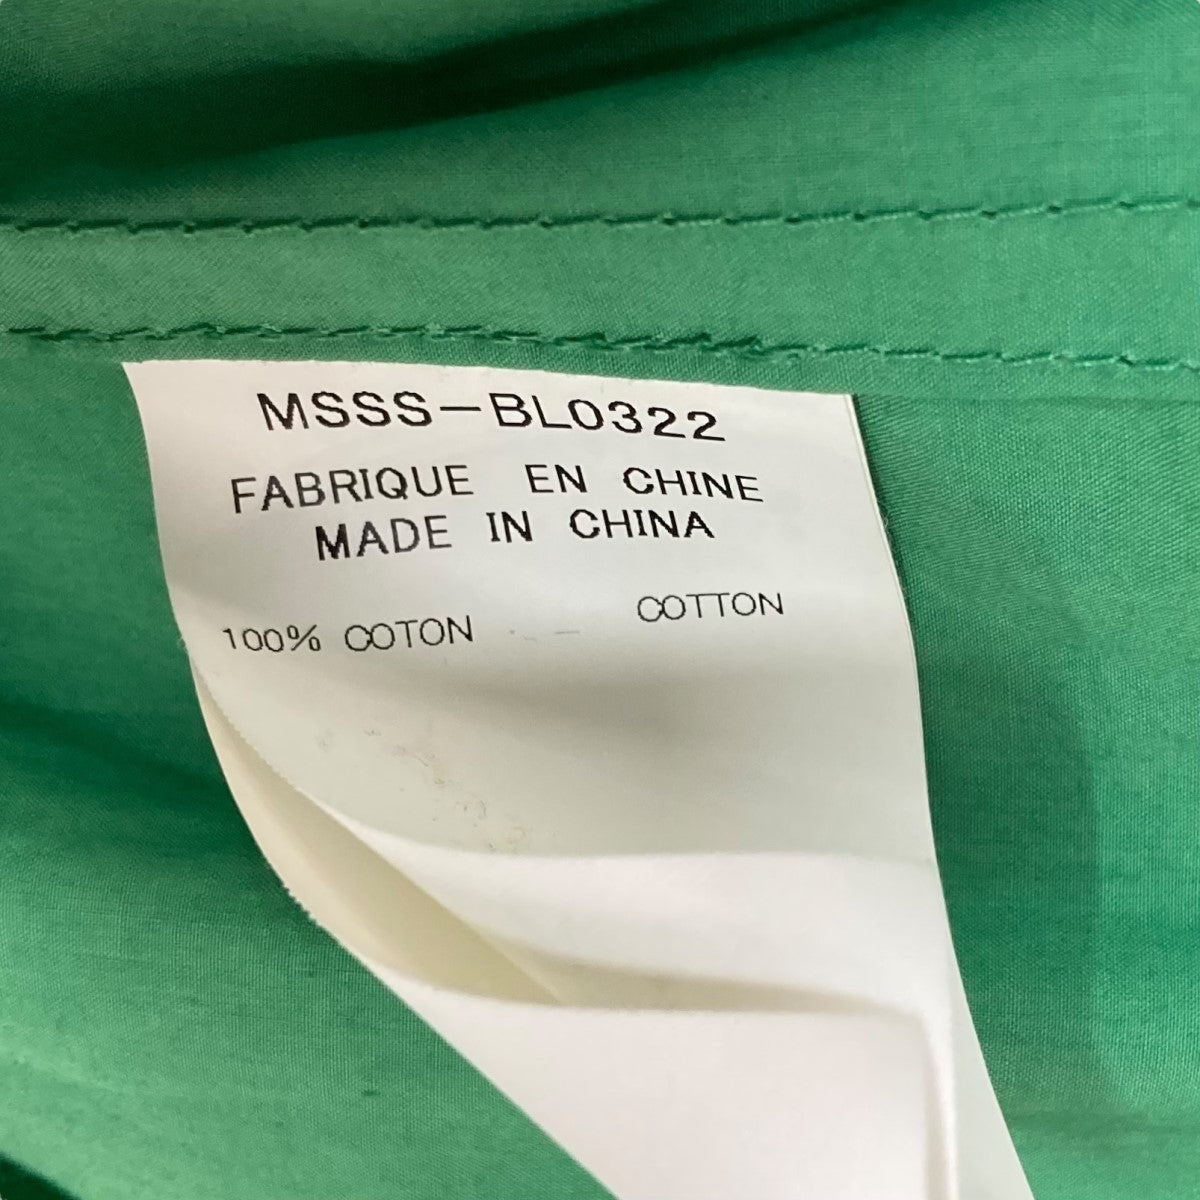 MSSS-BL0322
FABRIQUE EN CHINE
MADE IN CHINA
100% COTON COTTON